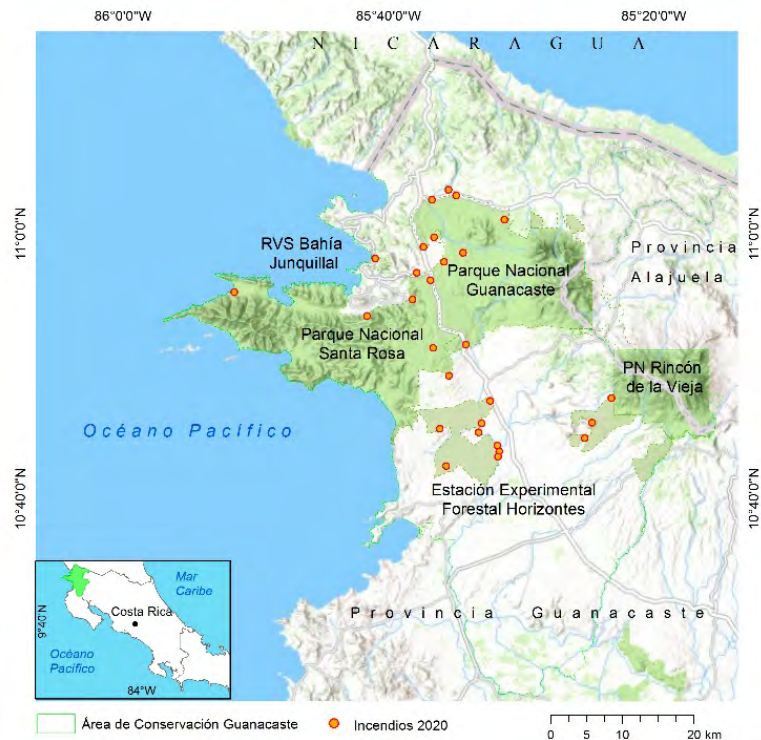 86°0'0"W 85°40'0"W 85°20'0"W
NICARAGUA
11°0'0"N
11°0'0"N
RVS Bahía
Junquillal
Provincia
Alajuela
Parque Nacional
Guanacaste
Parque Nacional
Santa Rosa
PN Rincón
de la Vieja
Océano Pacífico
10°40'0"N
10°40'0"N
Estación Experimental
Forestal Horizontes
Provincia Guanacaste
Mar
Caribe
Costa Rica
9°40'N
Océano
Pacífico
84°W
Área de Conservación Guanacaste
Incendios 2020
0 5 10 20 km